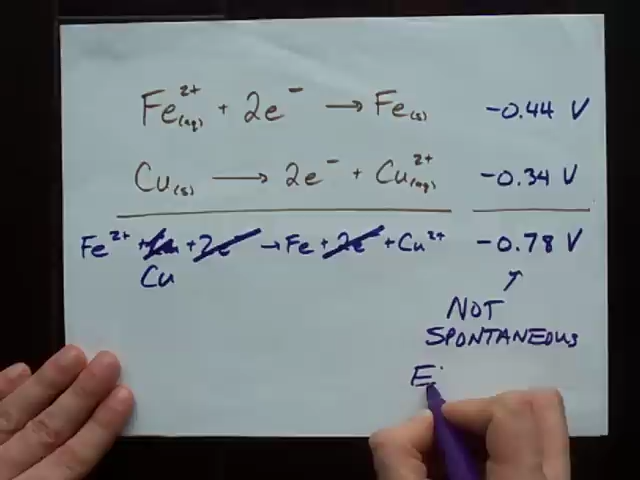 Fe²⁺(aq) + 2e⁻ → Fe(s) -0.44 V
Cu(s) → 2e⁻ + Cu²⁺(aq) -0.34 V
Fe²⁺ + 2e⁻ → Fe + 2e⁻ + Cu²⁺ -0.78 V
Cu
NOT
SPONTANEOUS
E